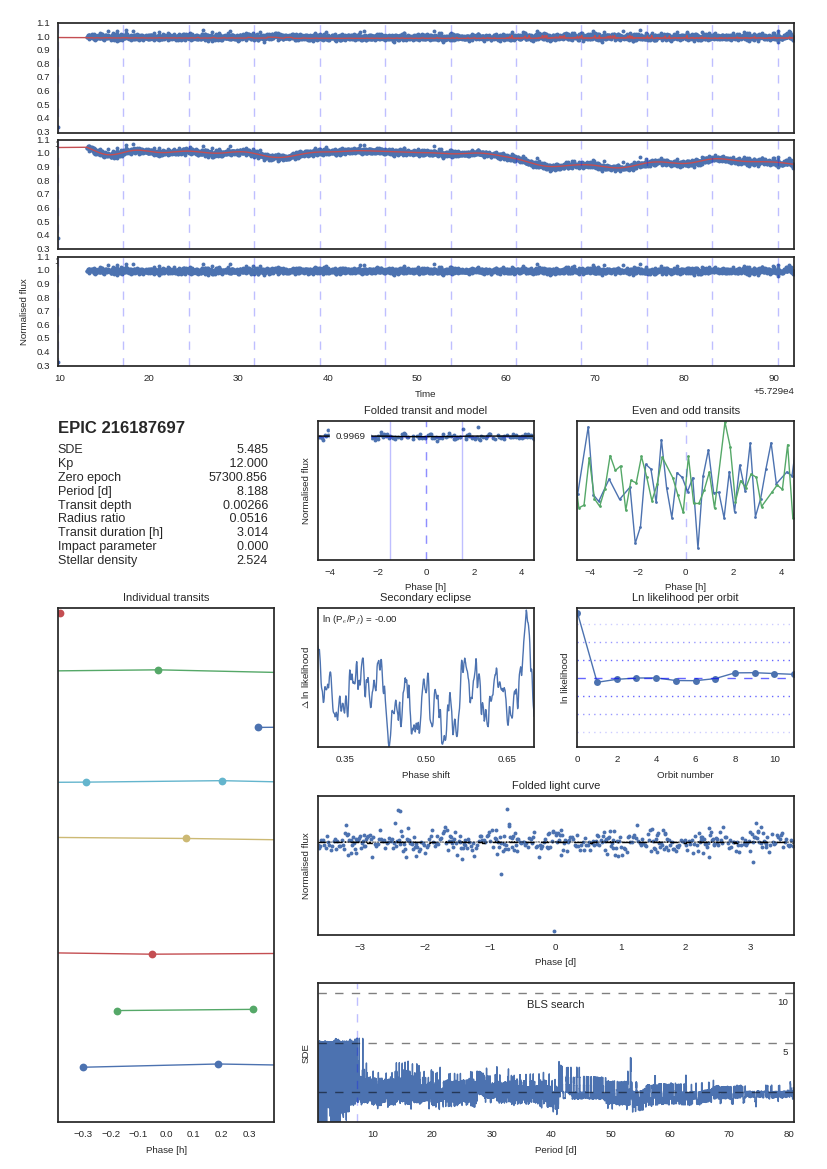 1.1
1.0
0.9
0.8
0.7
0.6
0.5
0.4
0.3
1.1
1.0
0.9
0.8
0.7
0.6
0.5
0.4
0.3
1.1
1.0
0.9
0.8
0.7
0.6
0.5
0.4
0.3
Normalised flux
10 20 30 40 50 60 70 80 90
Time
+5.729e4
EPIC 216187697
SDE 5.485
Kp 12.000
Zero epoch 57300.856
Period [d] 8.188
Transit depth 0.00266
Radius ratio 0.0516
Transit duration [h] 3.014
Impact parameter 0.000
Stellar density 2.524
Folded transit and model
0.9969
Normalised flux
−4 −2 0 2 4
Phase [h]
Even and odd transits
−4 −2 0 2 4
Phase [h]
Individual transits
−0.3 −0.2 −0.1 0.0 0.1 0.2 0.3
Phase [h]
Secondary eclipse
Δ ln likelihood
0.35 0.50 0.65
Phase shift
Ln likelihood per orbit
ln likelihood
0 2 4 6 8 10
Orbit number
Folded light curve
Normalised flux
−3 −2 −1 0 1 2 3
Phase [d]
BLS search
10
5
SDE
10 20 30 40 50 60 70 80
Period [d]